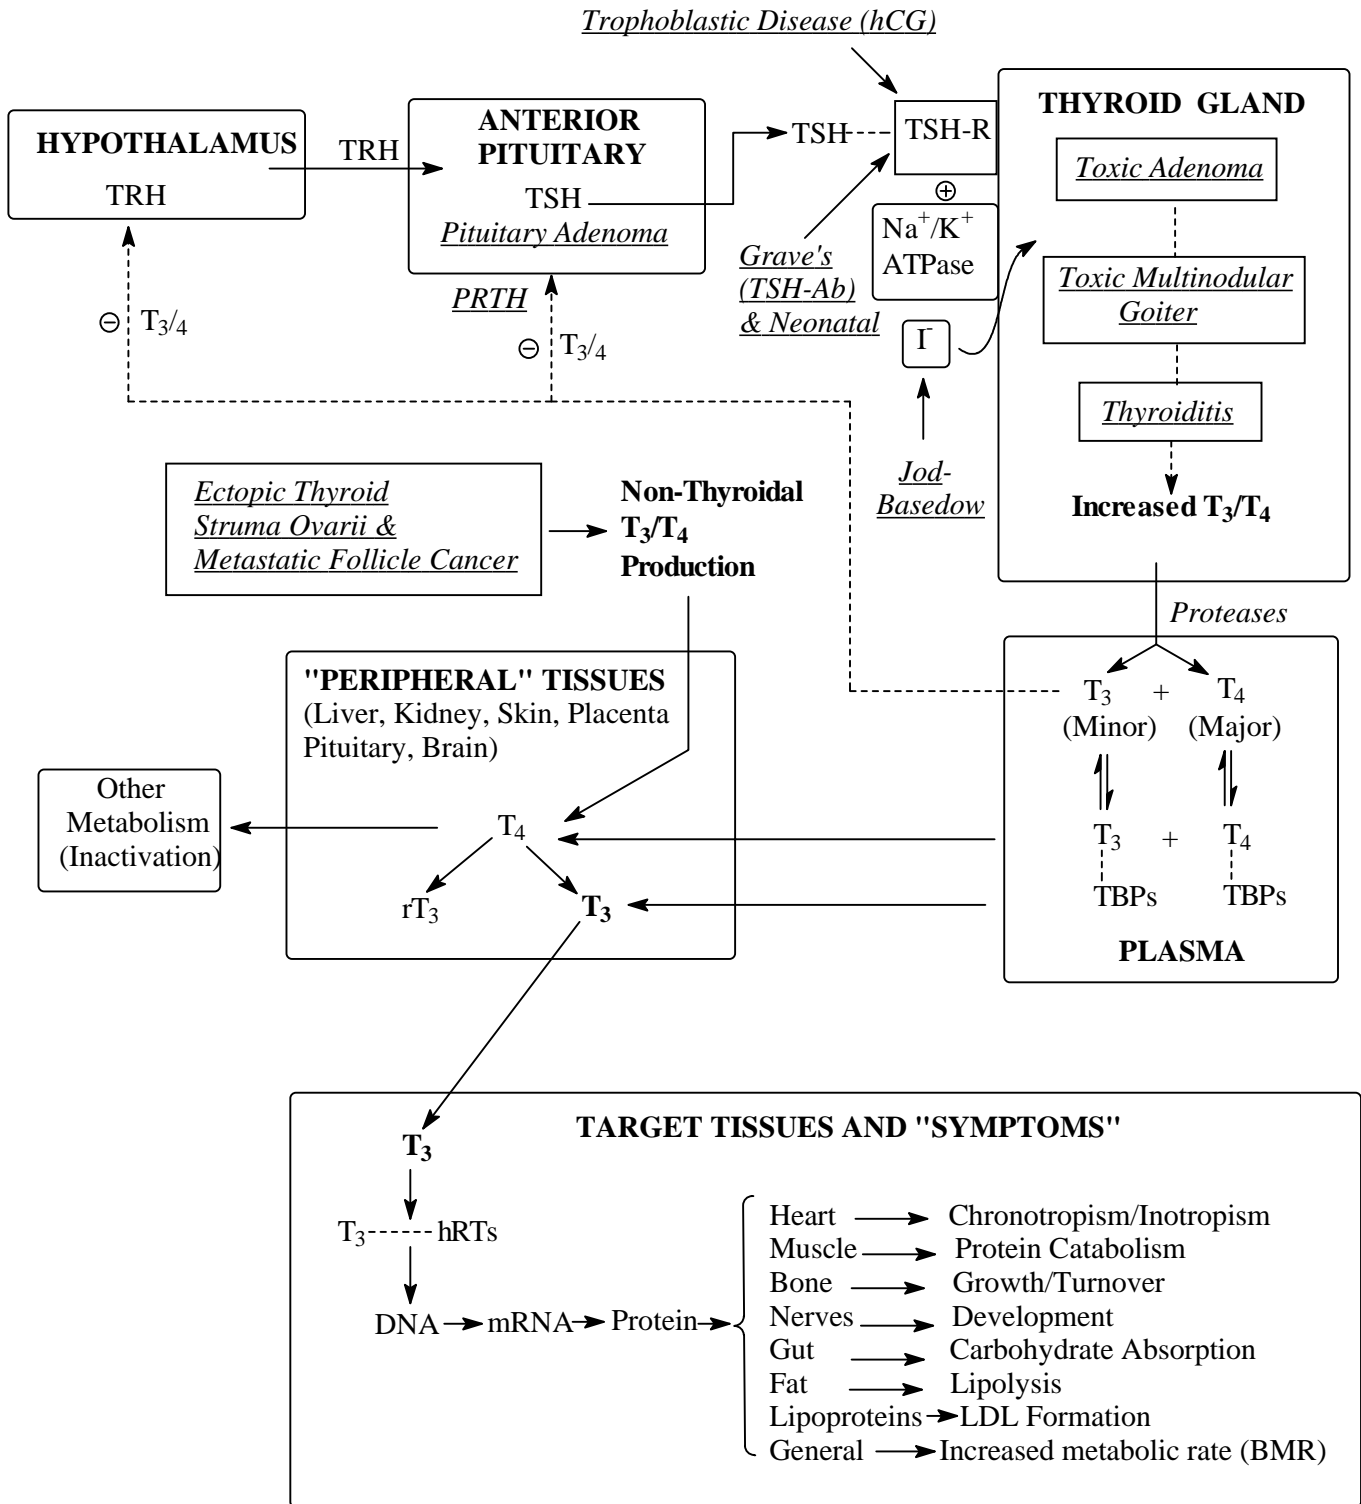 Trophoblastic Disease (hCG)
HYPOTHALAMUS
TRH
TRH
ANTERIOR
PITUITARY
TSH
Pituitary Adenoma
TSH
TSH-R
⊕
Na⁺/K⁺
ATPase
I⁻
Grave's
(TSH-Ab)
& Neonatal
Jod-
Basedow
THYROID GLAND
Toxic Adenoma
Toxic Multinodular
Goiter
Thyroiditis
Increased T₃/T₄
PRTH
⊖ T₃/₄
⊖ T₃/₄
Ectopic Thyroid
Struma Ovarii &
Metastatic Follicle Cancer
Non-Thyroidal
T₃/T₄
Production
Proteases
T₃ + T₄
(Minor) (Major)
T₃ + T₄
TBPs TBPs
PLASMA
"PERIPHERAL" TISSUES
(Liver, Kidney, Skin, Placenta
Pituitary, Brain)
T₄
rT₃ T₃
Other
Metabolism
(Inactivation)
TARGET TISSUES AND "SYMPTOMS"
T₃
T₃ hRTs
DNA mRNA Protein
Heart Chronotropism/Inotropism
Muscle Protein Catabolism
Bone Growth/Turnover
Nerves Development
Gut Carbohydrate Absorption
Fat Lipolysis
Lipoproteins LDL Formation
General Increased metabolic rate (BMR)